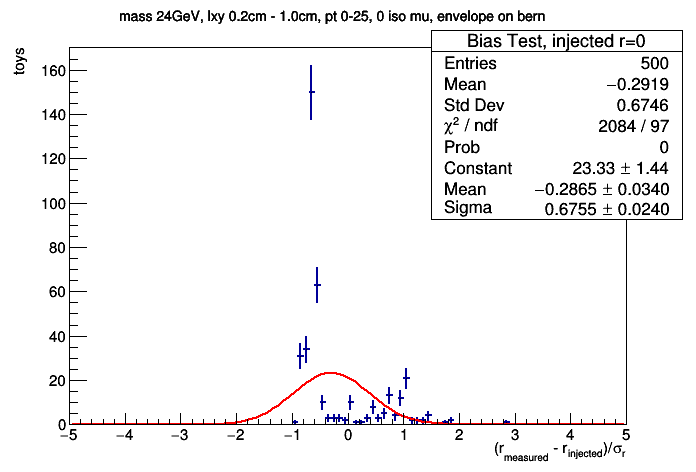 mass 24GeV, lxy 0.2cm - 1.0cm, pt 0-25, 0 iso mu, envelope on bern
Bias Test, injected r=0
Entries 500
Mean −0.2919
Std Dev 0.6746
χ² / ndf 2084 / 97
Prob 0
Constant 23.33 ± 1.44
Mean −0.2865 ± 0.0340
Sigma 0.6755 ± 0.0240
toys
160
140
120
100
80
60
40
20
0
−5 −4 −3 −2 −1 0 1 2 3 4 5
(r_measured - r_injected)/σ_r